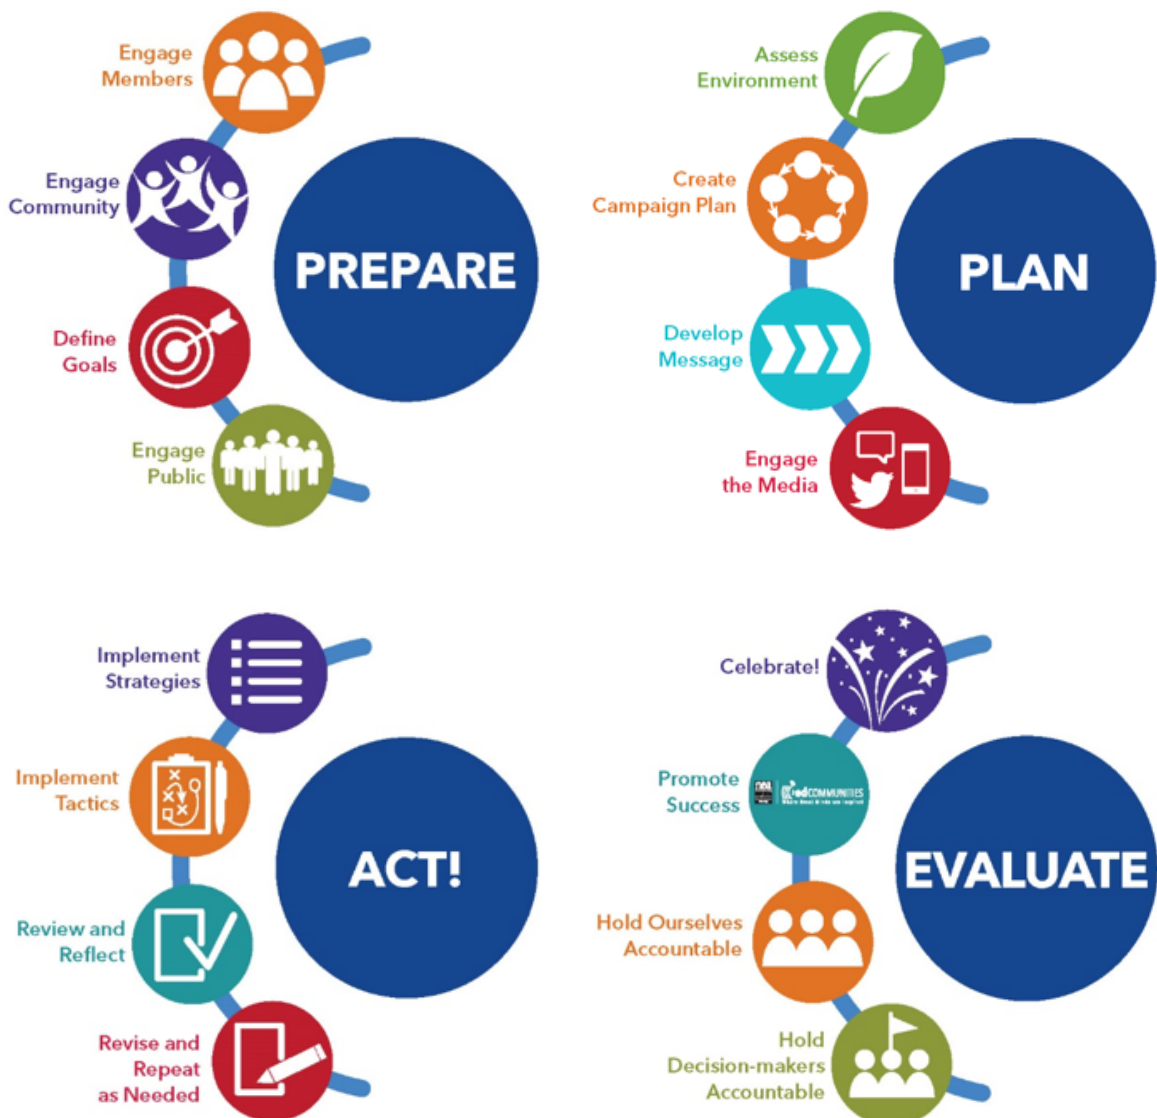 Engage
Members
Engage
Community
Define
Goals
Engage
Public
PREPARE
Assess
Environment
Create
Campaign Plan
Develop
Message
Engage
the Media
PLAN
Implement
Strategies
Implement
Tactics
Review and
Reflect
Revise and
Repeat
as Needed
ACT!
Celebrate!
Promote
Success
COMMUNITIES
Hold Ourselves
Accountable
Hold
Decision-makers
Accountable
EVALUATE